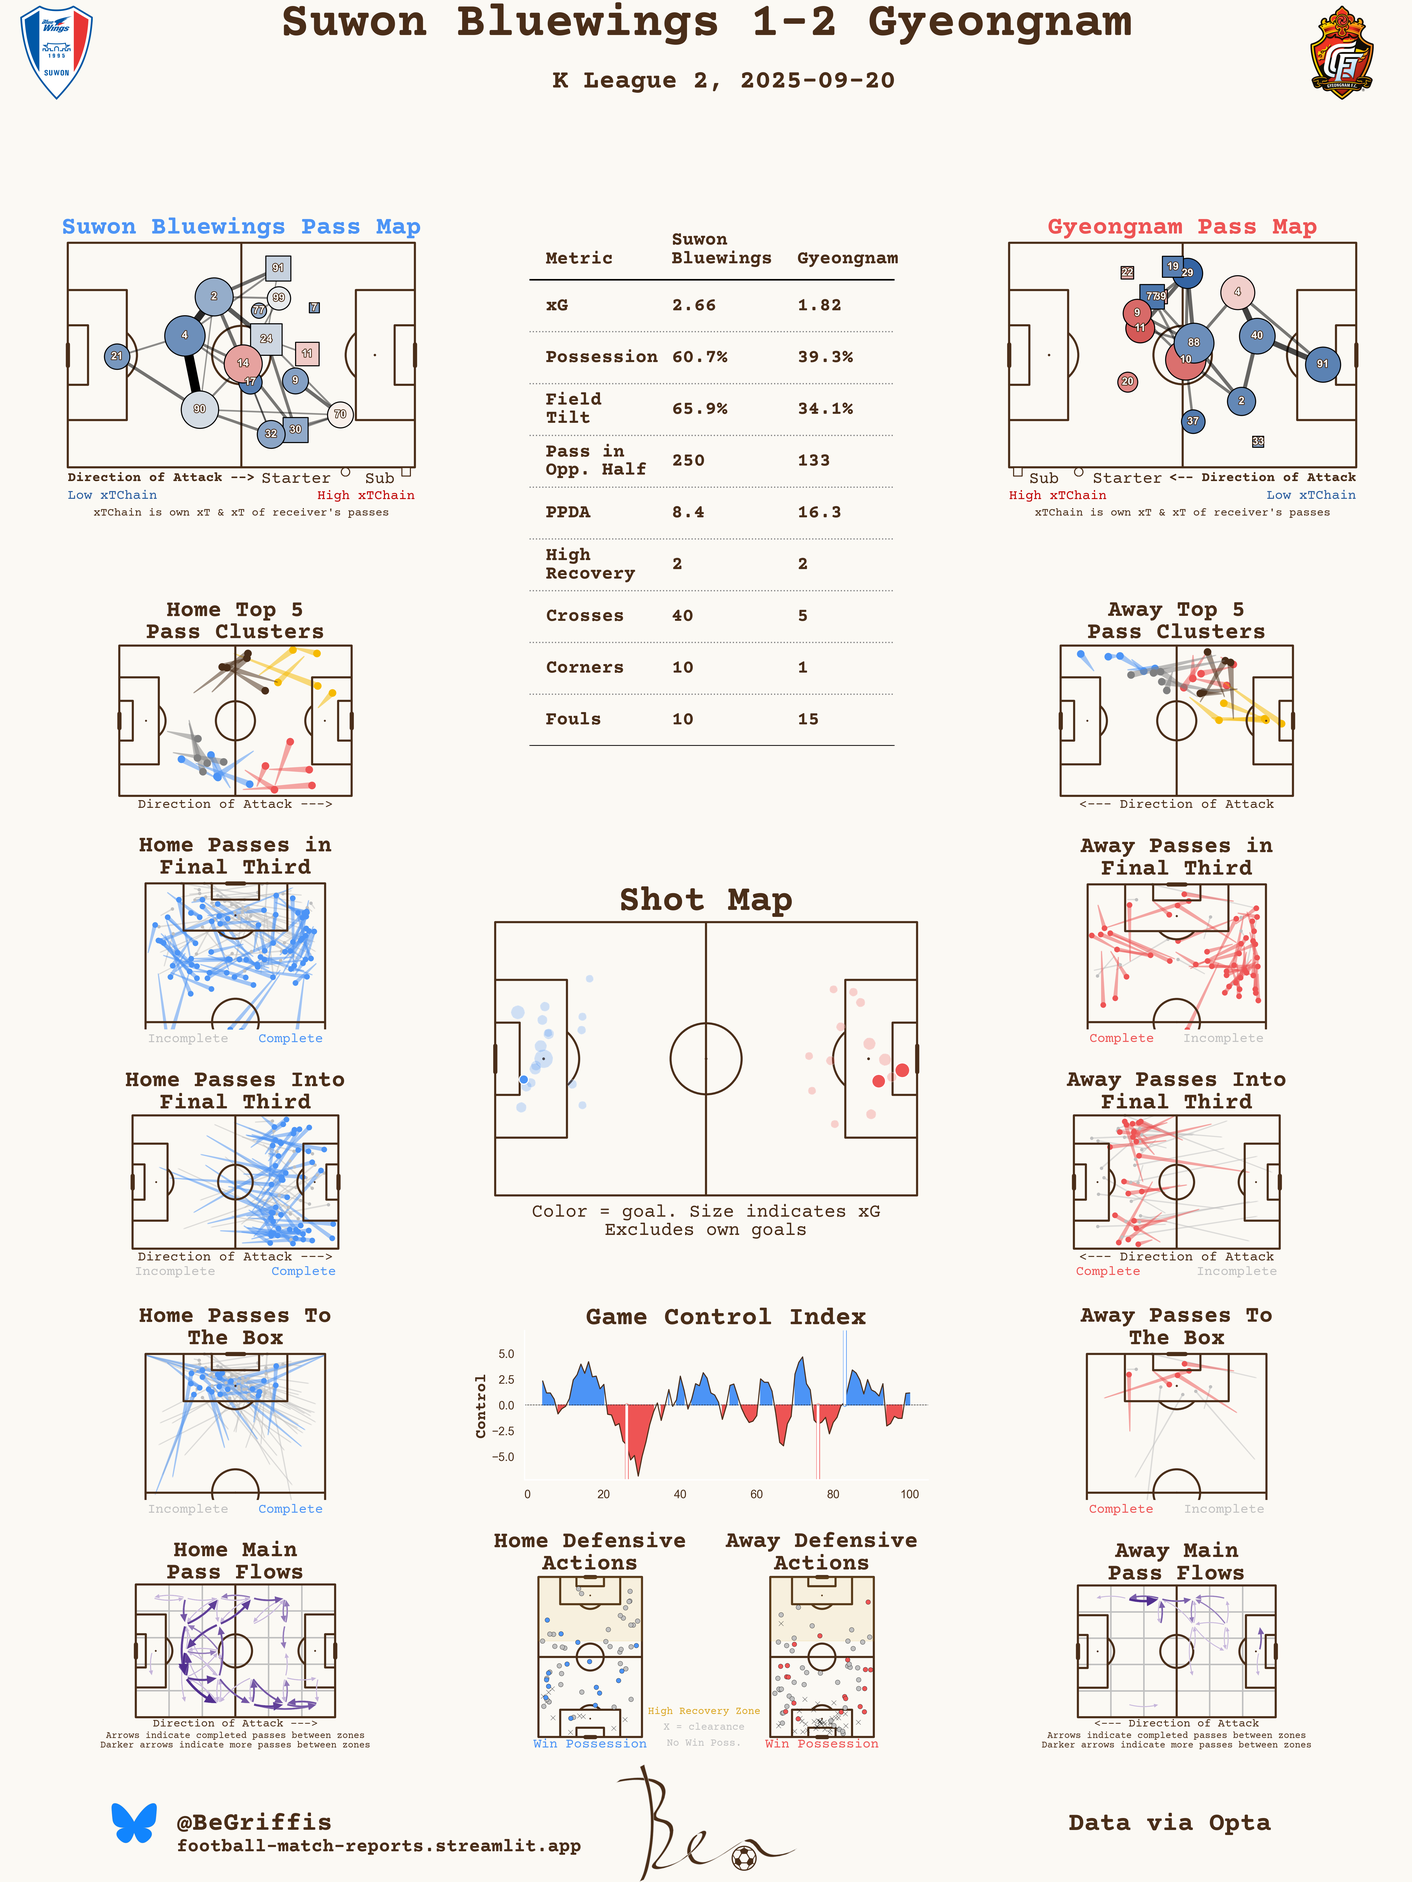 Suwon Bluewings 1-2 Gyeongnam
K League 2, 2025-09-20
Blue
Wings
1995
SUWON
GYEONGNAM F.C.
Suwon Bluewings Pass Map
91
2
99
77
7
4
24
21
14
11
17
9
90
70
32
30
Direction of Attack --> Starter Sub
Low xTChain High xTChain
xTChain is own xT & xT of receiver's passes
Metric Suwon Bluewings Gyeongnam
xG 2.66 1.82
Possession 60.7% 39.3%
Field Tilt 65.9% 34.1%
Pass in Opp. Half 250 133
PPDA 8.4 16.3
High Recovery 2 2
Crosses 40 5
Corners 10 1
Fouls 10 15
Gyeongnam Pass Map
22
19
29
77
39
4
9
11
88
40
10
91
20
2
37
33
Sub Starter <-- Direction of Attack
High xTChain Low xTChain
xTChain is own xT & xT of receiver's passes
Home Top 5
Pass Clusters
Direction of Attack --->
Away Top 5
Pass Clusters
<--- Direction of Attack
Home Passes in
Final Third
Incomplete Complete
Away Passes in
Final Third
Complete Incomplete
Shot Map
Color = goal. Size indicates xG
Excludes own goals
Home Passes Into
Final Third
Direction of Attack --->
Incomplete Complete
Away Passes Into
Final Third
<--- Direction of Attack
Complete Incomplete
Home Passes To
The Box
Incomplete Complete
Game Control Index
Control
5.0
2.5
0.0
−2.5
−5.0
0 20 40 60 80 100
Away Passes To
The Box
Complete Incomplete
Home Main
Pass Flows
Direction of Attack --->
Arrows indicate completed passes between zones
Darker arrows indicate more passes between zones
Home Defensive
Actions
Win Possession
High Recovery Zone
X = clearance
No Win Poss.
Away Defensive
Actions
Win Possession
Away Main
Pass Flows
<--- Direction of Attack
Arrows indicate completed passes between zones
Darker arrows indicate more passes between zones
@BeGriffis
football-match-reports.streamlit.app
Ben
Data via Opta